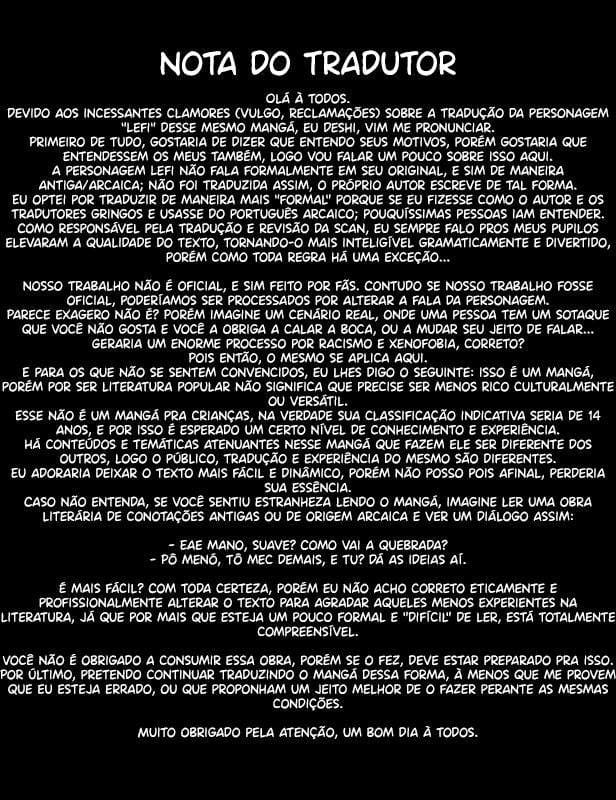 NOTA DO TRADUTOR
OLÁ À TODOS.
DEVIDO AOS INCESSANTES CLAMORES (VULGO, RECLAMAÇÕES) SOBRE A TRADUÇÃO DA PERSONAGEM
"LEFI" DESSE MESMO MANGÁ, EU DESHI, VIM ME PRONUNCIAR.
PRIMEIRO DE TUDO, GOSTARIA DE DIZER QUE ENTENDO SEUS MOTIVOS, PORÉM GOSTARIA QUE
ENTENDESSEM OS MEUS TAMBÉM, LOGO VOU FALAR UM POUCO SOBRE ISSO AQUI.
A PERSONAGEM LEFI NÃO FALA FORMALMENTE EM SEU ORIGINAL, E SIM DE MANEIRA
ANTIGA/ARCAICA; NÃO FOI TRADUZIDA ASSIM, O PRÓPRIO AUTOR ESCREVE DE TAL FORMA.
EU OPTEI POR TRADUZIR DE MANEIRA MAIS "FORMAL" PORQUE SE EU FIZESSE COMO O AUTOR E OS
TRADUTORES GRINGOS E USASSE DO PORTUGUÊS ARCAICO; POUQUÍSSIMAS PESSOAS IAM ENTENDER.
COMO RESPONSÁVEL PELA TRADUÇÃO E REVISÃO DA SCAN, EU SEMPRE FALO PROS MEUS PUPILOS
ELEVARAM A QUALIDADE DO TEXTO, TORNANDO-O MAIS INTELIGÍVEL GRAMATICAMENTE E DIVERTIDO,
PORÉM COMO TODA REGRA HÁ UMA EXCEÇÃO...
NOSSO TRABALHO NÃO É OFICIAL, E SIM FEITO POR FÃS. CONTUDO SE NOSSO TRABALHO FOSSE
OFICIAL, PODERÍAMOS SER PROCESSADOS POR ALTERAR A FALA DA PERSONAGEM.
PARECE EXAGERO NÃO É? PORÉM IMAGINE UM CENÁRIO REAL, ONDE UMA PESSOA TEM UM SOTAQUE
QUE VOCÊ NÃO GOSTA E VOCÊ A OBRIGA A CALAR A BOCA, OU A MUDAR SEU JEITO DE FALAR...
GERARIA UM ENORME PROCESSO POR RACISMO E XENOFOBIA, CORRETO?
POIS ENTÃO, O MESMO SE APLICA AQUI.
E PARA OS QUE NÃO SE SENTEM CONVENCIDOS, EU LHES DIGO O SEGUINTE: ISSO É UM MANGÁ,
PORÉM POR SER LITERATURA POPULAR NÃO SIGNIFICA QUE PRECISE SER MENOS RICO CULTURALMENTE
OU VERSÁTIL.
ESSE NÃO É UM MANGÁ PRA CRIANÇAS, NA VERDADE SUA CLASSIFICAÇÃO INDICATIVA SERIA DE 14
ANOS, E POR ISSO É ESPERADO UM CERTO NÍVEL DE CONHECIMENTO E EXPERIÊNCIA.
HÁ CONTEÚDOS E TEMÁTICAS ATENUANTES NESSE MANGÁ QUE FAZEM ELE SER DIFERENTE DOS
OUTROS, LOGO O PÚBLICO, TRADUÇÃO E EXPERIÊNCIA DO MESMO SÃO DIFERENTES.
EU ADORARIA DEIXAR O TEXTO MAIS FÁCIL E DINÂMICO, PORÉM NÃO POSSO POIS AFINAL, PERDERIA
SUA ESSÊNCIA.
CASO NÃO ENTENDA, SE VOCÊ SENTIU ESTRANHEZA LENDO O MANGÁ, IMAGINE LER UMA OBRA
LITERÁRIA DE CONOTAÇÕES ANTIGAS OU DE ORIGEM ARCAICA E VER UM DIÁLOGO ASSIM:
- EAE MANO, SUAVE? COMO VAI A QUEBRADA?
- PÔ MENÓ, TÔ MEC DEMAIS, E TU? DÁ AS IDEIAS AÍ.
É MAIS FÁCIL? COM TODA CERTEZA, PORÉM EU NÃO ACHO CORRETO ETICAMENTE E
PROFISSIONALMENTE ALTERAR O TEXTO PARA AGRADAR AQUELES MENOS EXPERIENTES NA
LITERATURA, JÁ QUE POR MAIS QUE ESTEJA UM POUCO FORMAL E "DIFÍCIL" DE LER, ESTÁ TOTALMENTE
COMPREENSÍVEL.
VOCÊ NÃO É OBRIGADO A CONSUMIR ESSA OBRA, PORÉM SE O FEZ, DEVE ESTAR PREPARADO PRA ISSO.
POR ÚLTIMO, PRETENDO CONTINUAR TRADUZINDO O MANGÁ DESSA FORMA, À MENOS QUE ME PROVEM
QUE EU ESTEJA ERRADO, OU QUE PROPONHAM UM JEITO MELHOR DE O FAZER PERANTE AS MESMAS
CONDIÇÕES.
MUITO OBRIGADO PELA ATENÇÃO, UM BOM DIA À TODOS.